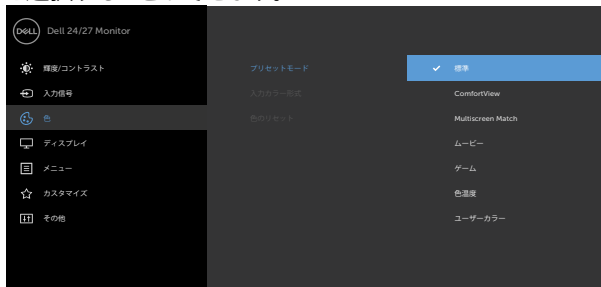 DELL Dell 24/27 Monitor
輝度/コントラスト
入力信号
色
ディスプレイ
メニュー
カスタマイズ
その他
プリセットモード
入力カラー形式
色のリセット
標準
ComfortView
Multiscreen Match
ムービー
ゲーム
色温度
ユーザーカラー